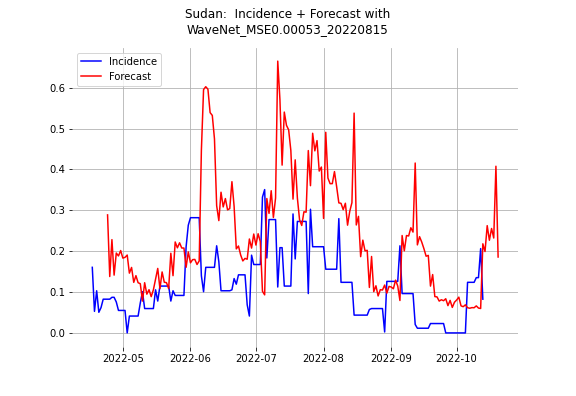 Sudan:  Incidence + Forecast with
WaveNet_MSE0.00053_20220815
Incidence
Forecast
0.6
0.5
0.4
0.3
0.2
0.1
0.0
2022-05 2022-06 2022-07 2022-08 2022-09 2022-10